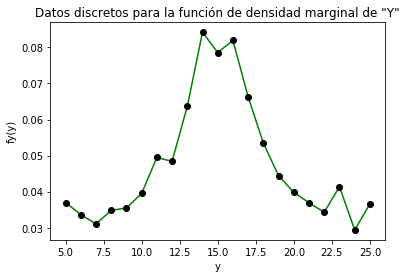 Datos discretos para la función de densidad marginal de "Y"
fy(y)
0.08
0.07
0.06
0.05
0.04
0.03
5.0 7.5 10.0 12.5 15.0 17.5 20.0 22.5 25.0
y